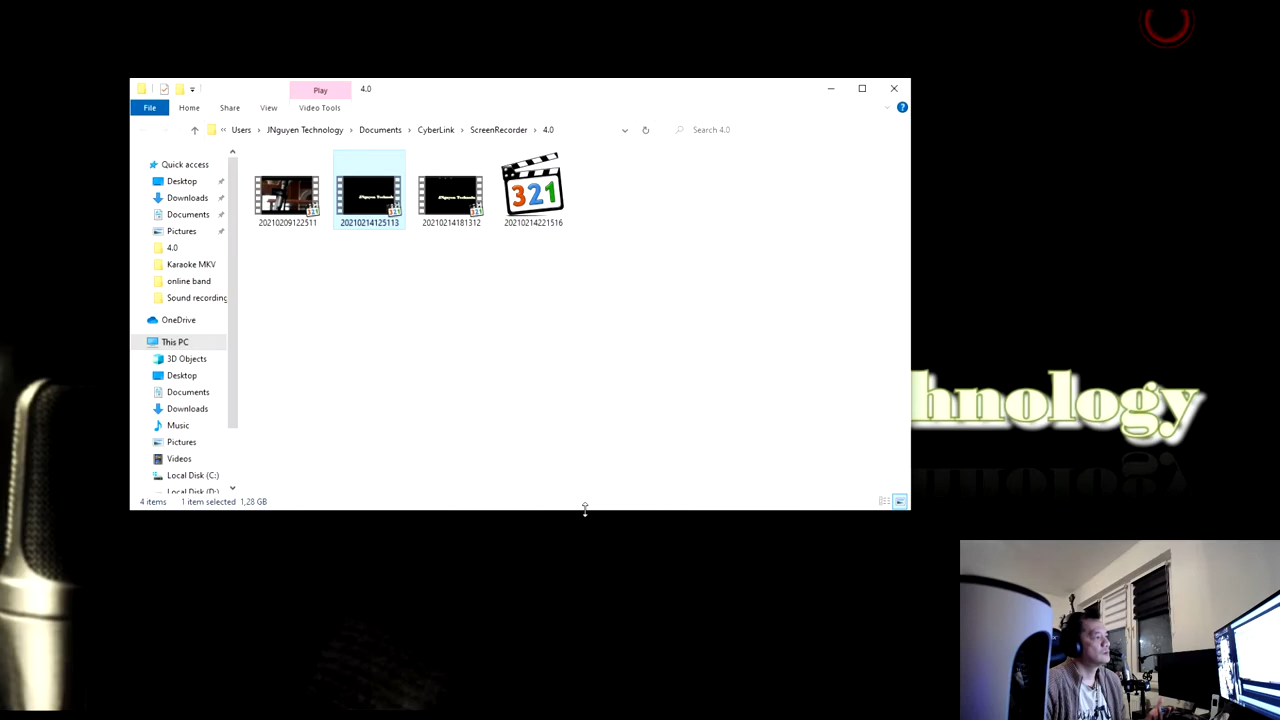 Play
4.0
File
Home
Share
View
Video Tools
Users
JNguyen Technology
Documents
CyberLink
ScreenRecorder
4.0
Search 4.0
Quick access
Desktop
Downloads
Documents
Pictures
4.0
Karaoke MKV
online band
Sound recording
OneDrive
This PC
3D Objects
Desktop
Documents
Downloads
Music
Pictures
Videos
Local Disk (C:)
Local Disk (D:)
321
20210209122511
20210214125113
20210214181312
20210214221516
4 items
1 item selected 1,28 GB
hnology